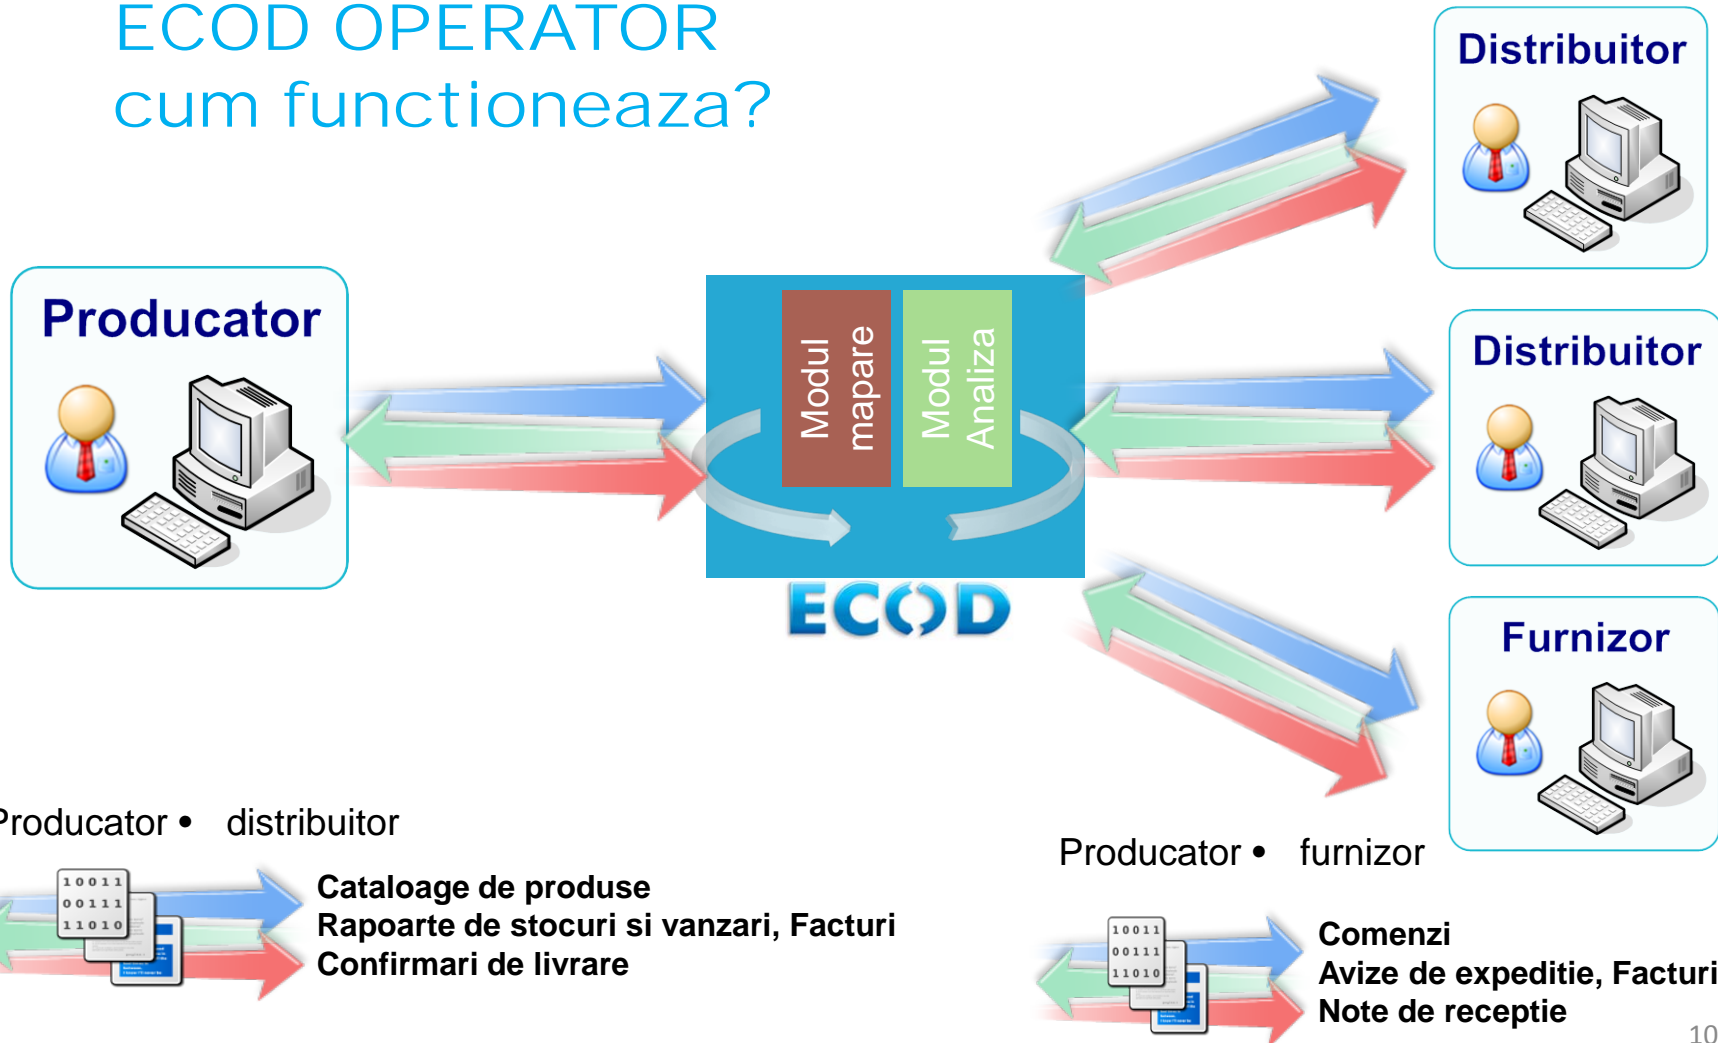 ECOD OPERATOR
cum functioneaza?
Distribuitor
Producator
Distribuitor
Modul
mapare
Modul
Analiza
ECOD
Furnizor
Producator • distribuitor
10011
00111
11010
Cataloage de produse
Rapoarte de stocuri si vanzari, Facturi
Confirmari de livrare
Producator • furnizor
10011
00111
11010
Comenzi
Avize de expeditie, Facturi
Note de receptie
10